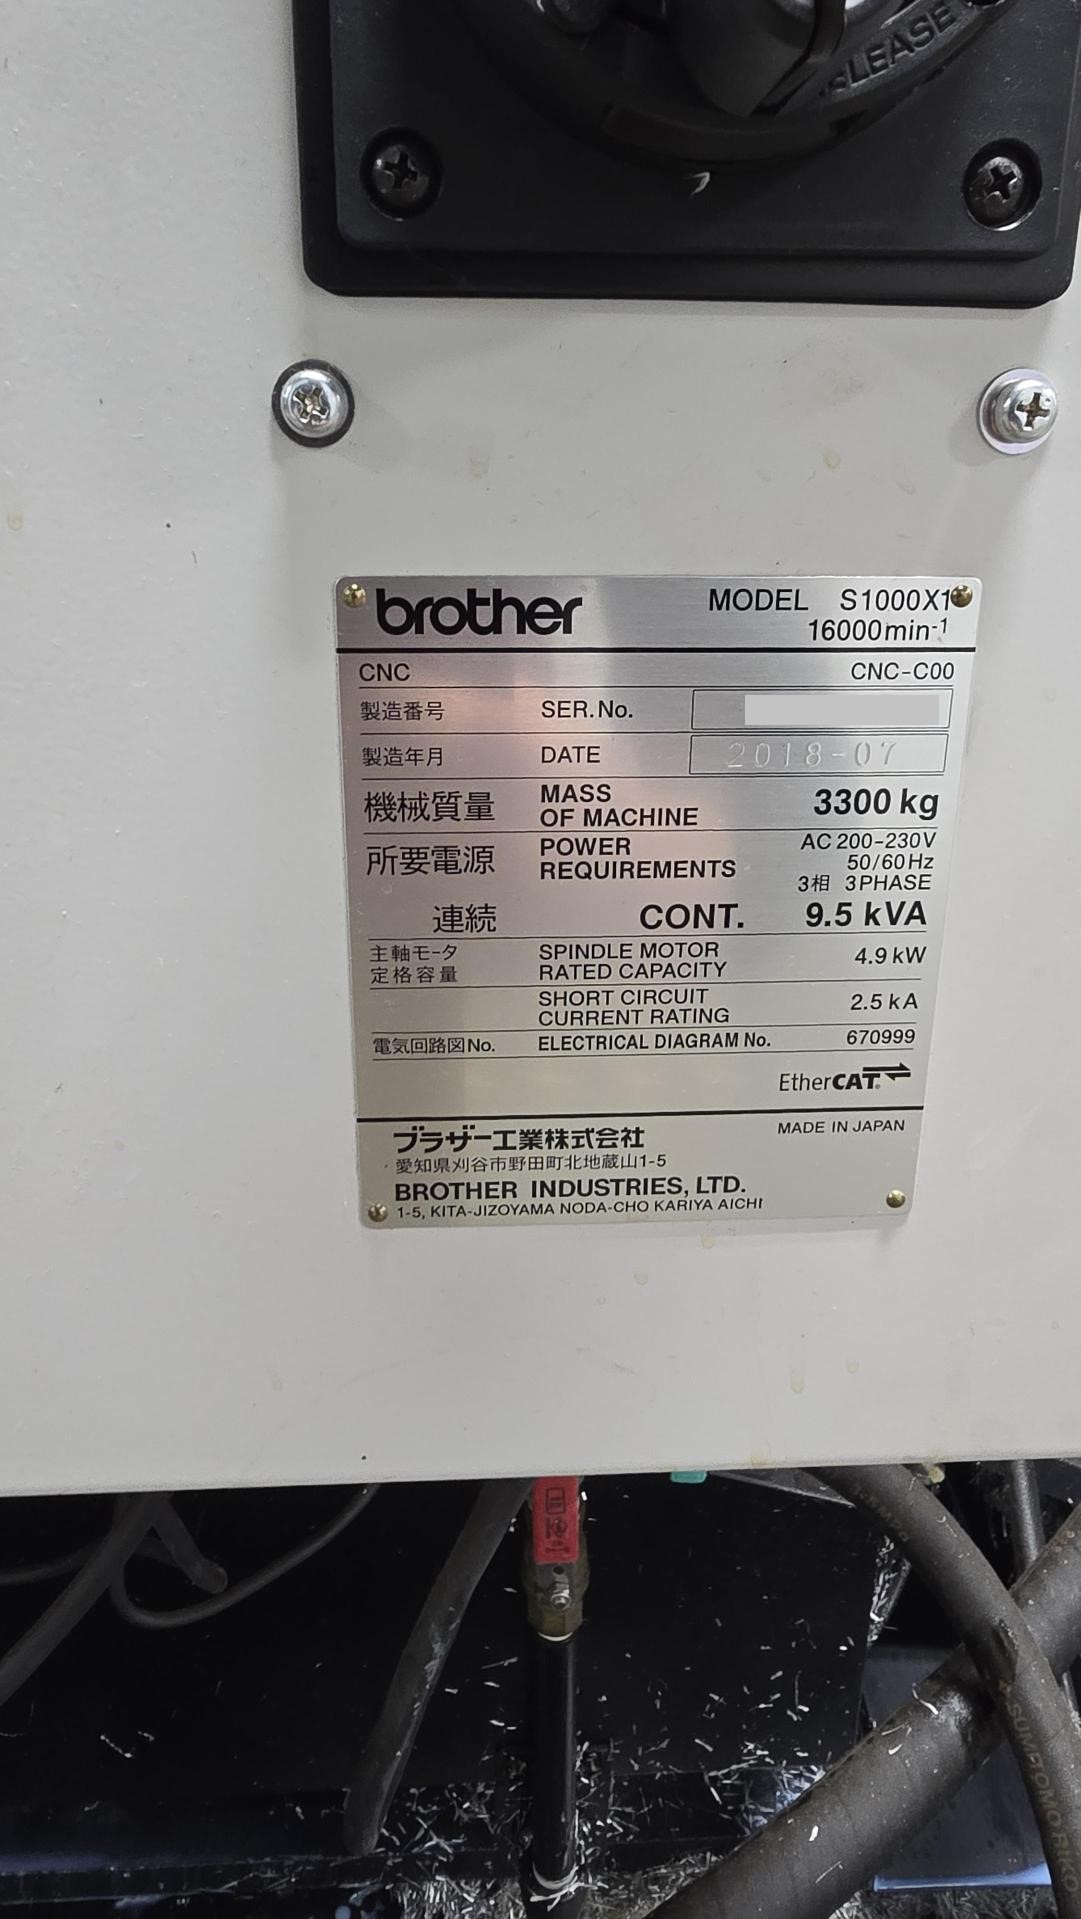 RELEASE
brother MODEL S1000X1
16000min-1
CNC CNC-C00
製造番号 SER.No.
製造年月 DATE 2018-07
機械質量 MASS OF MACHINE 3300 kg
所要電源 POWER REQUIREMENTS AC 200-230V
50/60Hz
3相 3PHASE
連続 CONT. 9.5 kVA
主軸モータ定格容量 SPINDLE MOTOR RATED CAPACITY 4.9 kW
SHORT CIRCUIT CURRENT RATING 2.5 kA
電気回路図No. ELECTRICAL DIAGRAM No. 670999
EtherCAT
ブラザー工業株式会社 MADE IN JAPAN
愛知県刈谷市野田町北地蔵山1-5
BROTHER INDUSTRIES, LTD.
1-5, KITA-JIZOYAMA NODA-CHO KARIYA AICHI
SUMITOMO RIKO